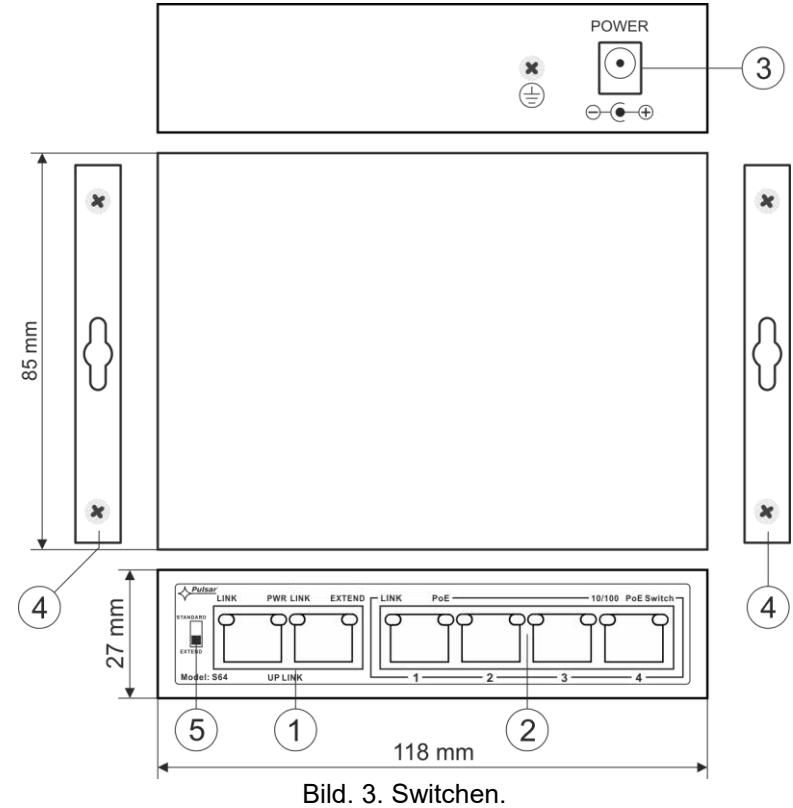 POWER
3
85 mm
4
4
27 mm
Pulsar
LINK PWR LINK EXTEND LINK PoE 10/100 PoE Switch
STANDARD
EXTEND
Model: S64 UP LINK 1 2 3 4
5 1 2
118 mm
Bild. 3. Switchen.